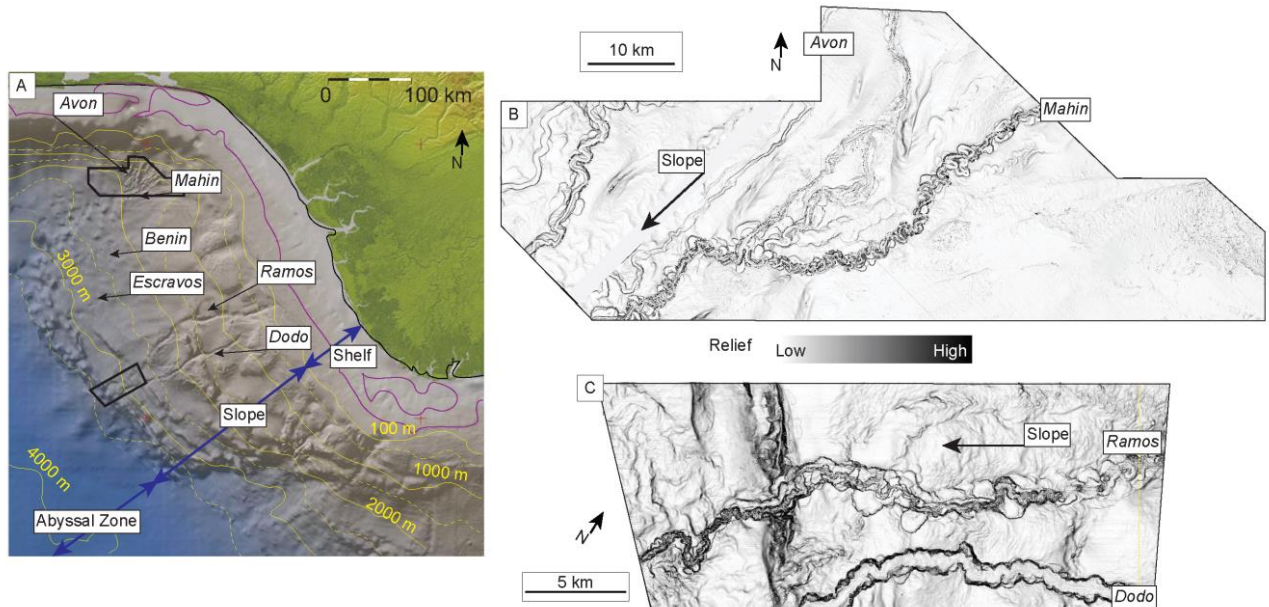 A
Avon
0 100 km
N
Mahin
Benin
Escravos
Ramos
3000 m
Dodo
Shelf
Slope
100 m
1000 m
2000 m
4000 m
Abyssal Zone
B
10 km
N
Avon
Mahin
Slope
Relief Low High
C
Slope
Ramos
N
5 km
Dodo